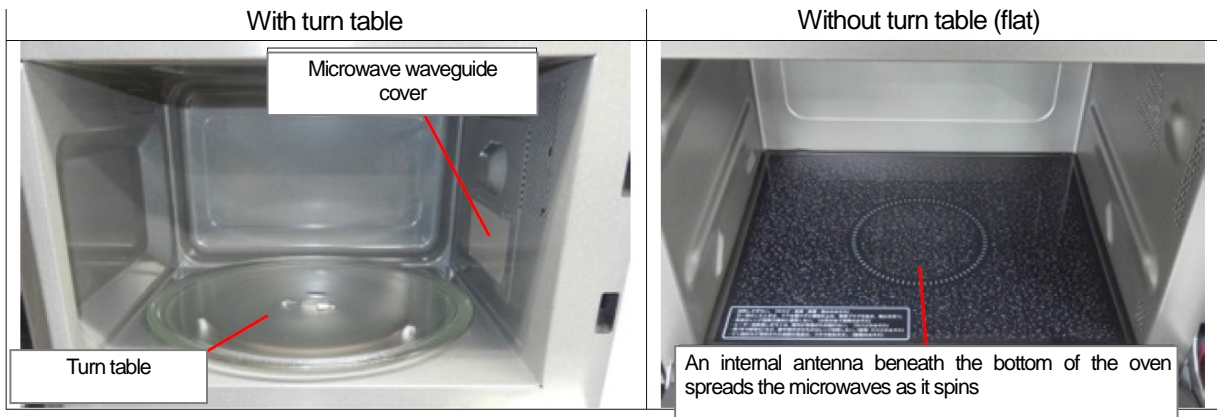 With turn table
Without turn table (flat)
Microwave waveguide
cover
Turn table
An internal antenna beneath the bottom of the oven
spreads the microwaves as it spins